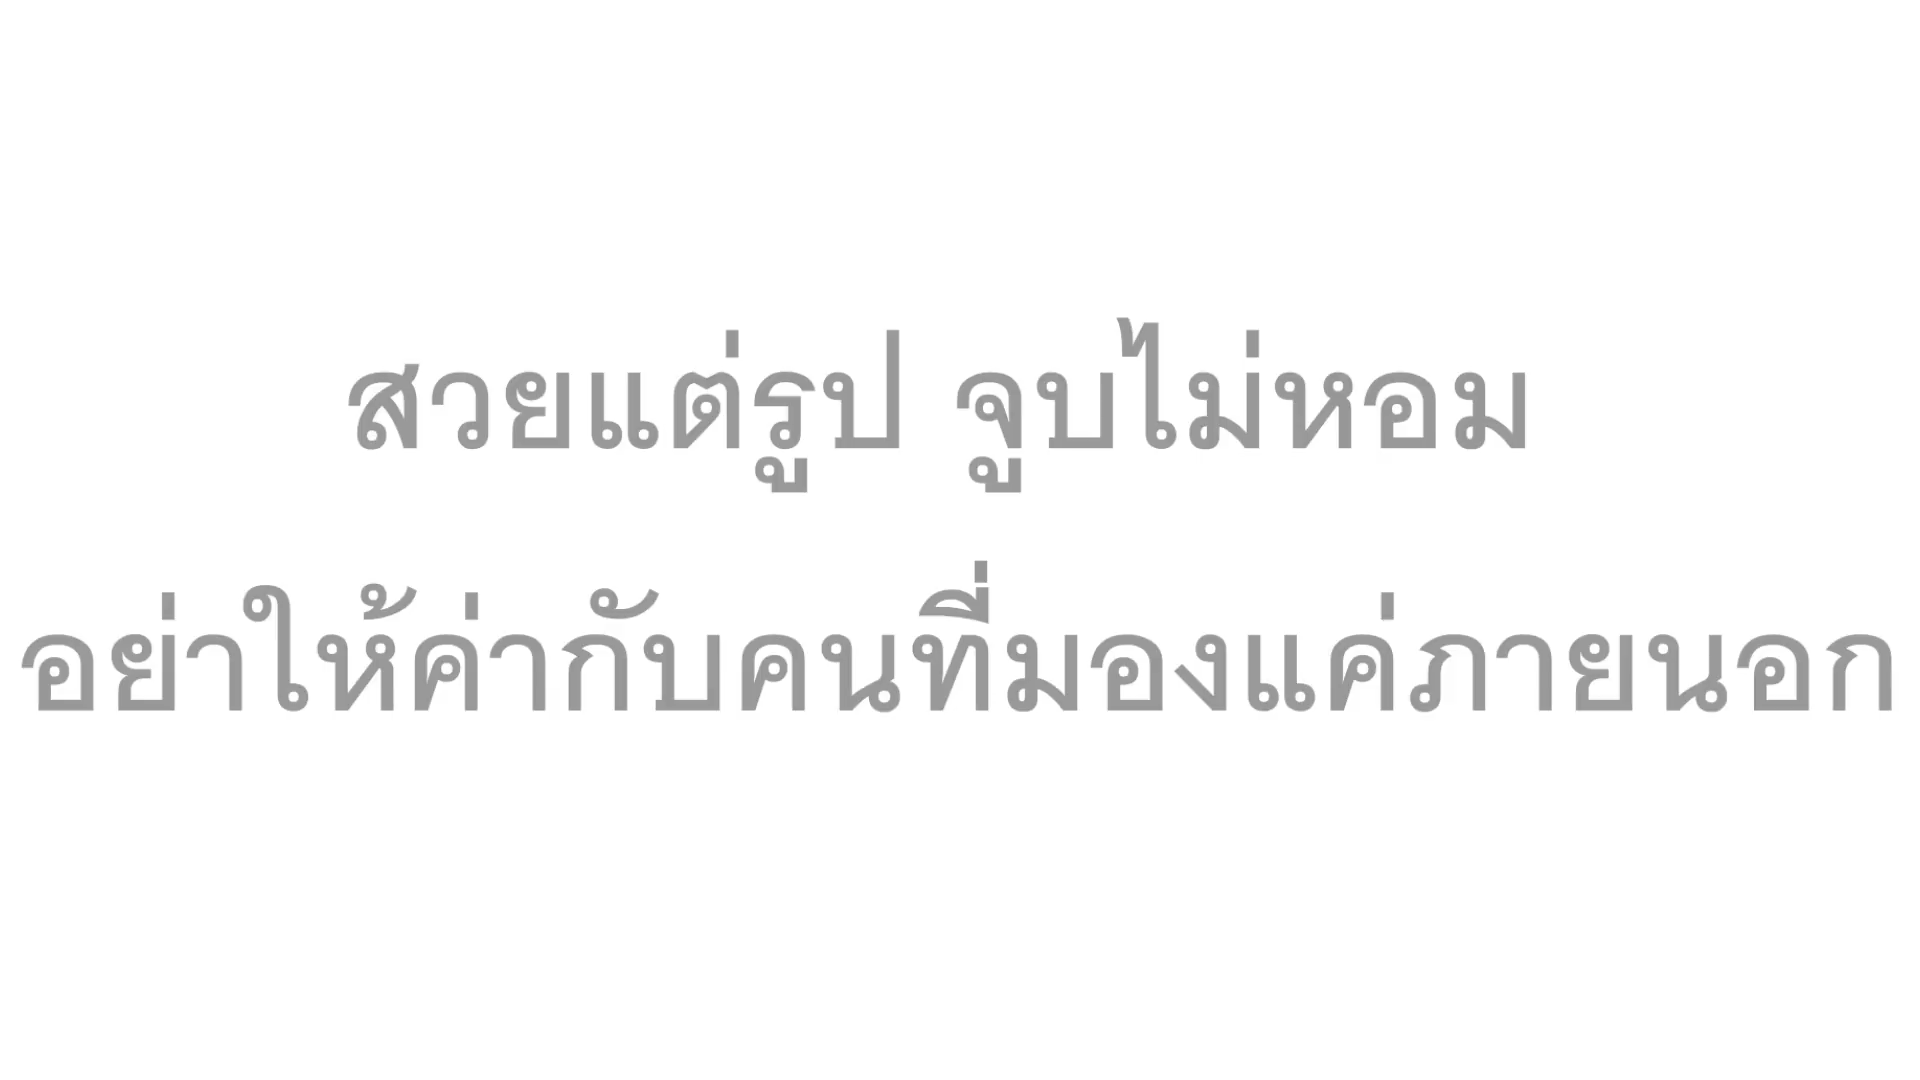 สวยแต่รูป จูบไม่หอม
อย่าให้ค่ากับคนที่มองแค่ภายนอก